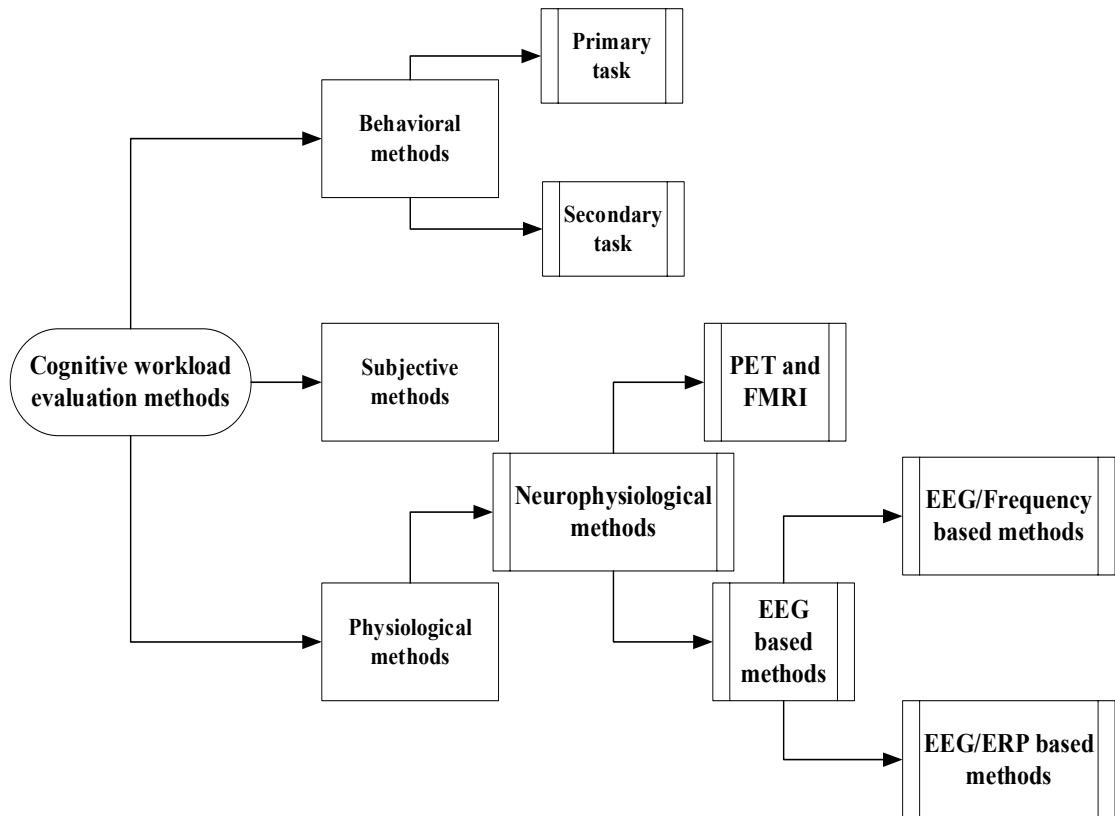 Primary
task
Behavioral
methods
Secondary
task
Cognitive workload
evaluation methods
Subjective
methods
PET and
FMRI
Neurophysiological
methods
EEG/Frequency
based methods
Physiological
methods
EEG
based
methods
EEG/ERP based
methods